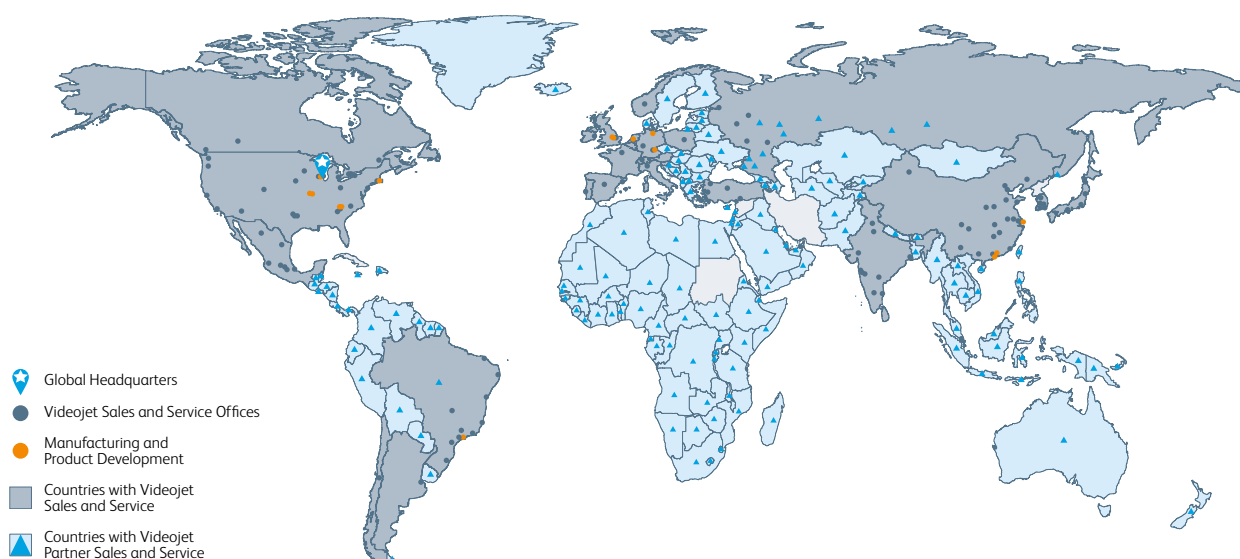 Global Headquarters
Videojet Sales and Service Offices
Manufacturing and
Product Development
Countries with Videojet
Sales and Service
Countries with Videojet
Partner Sales and Service